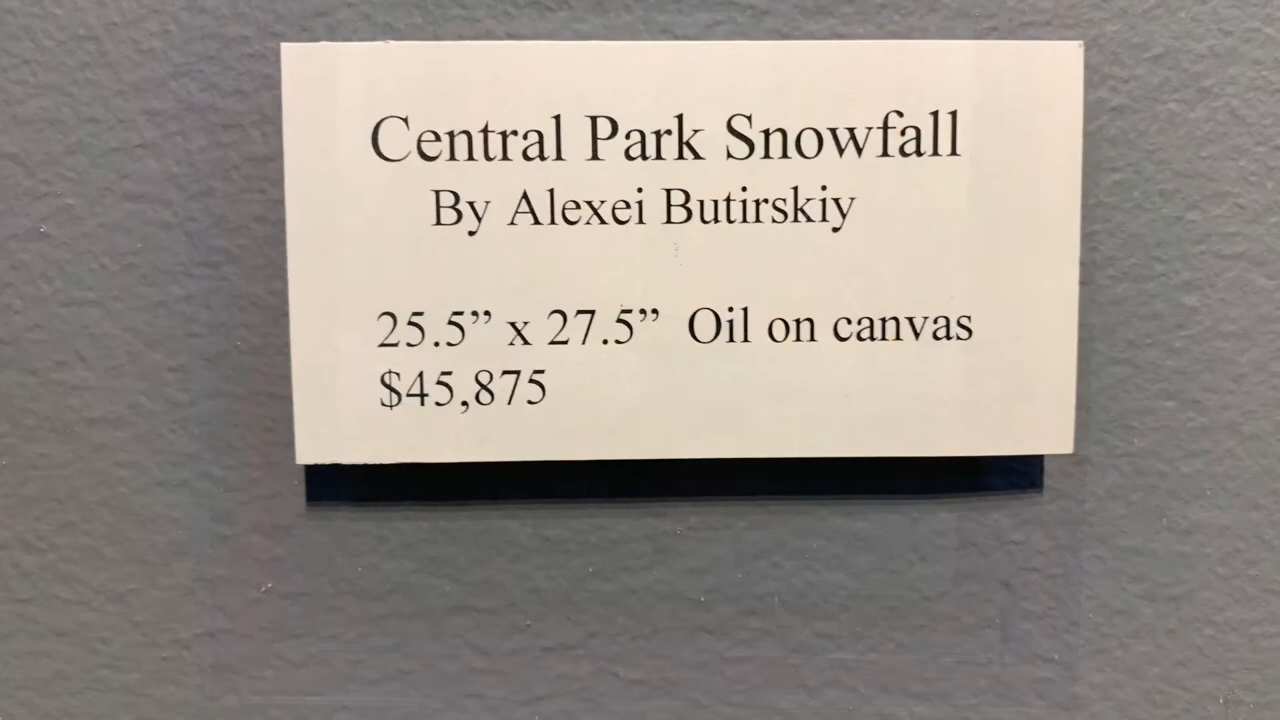 Central Park Snowfall
By Alexei Butirskiy
25.5” x 27.5” Oil on canvas
$45,875